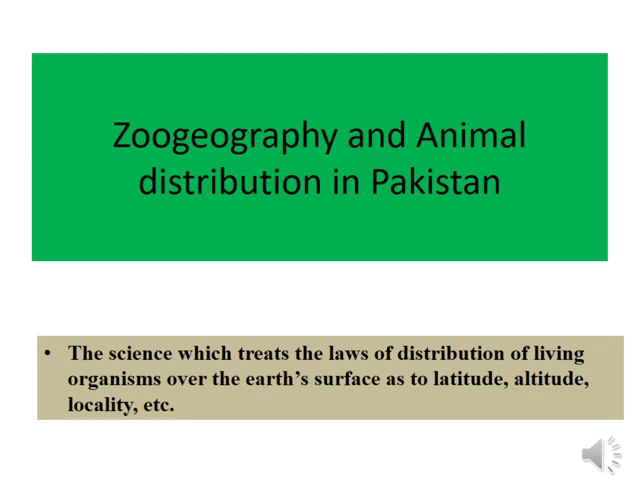 Zoogeography and Animal
distribution in Pakistan
• The science which treats the laws of distribution of living
organisms over the earth's surface as to latitude, altitude,
locality, etc.